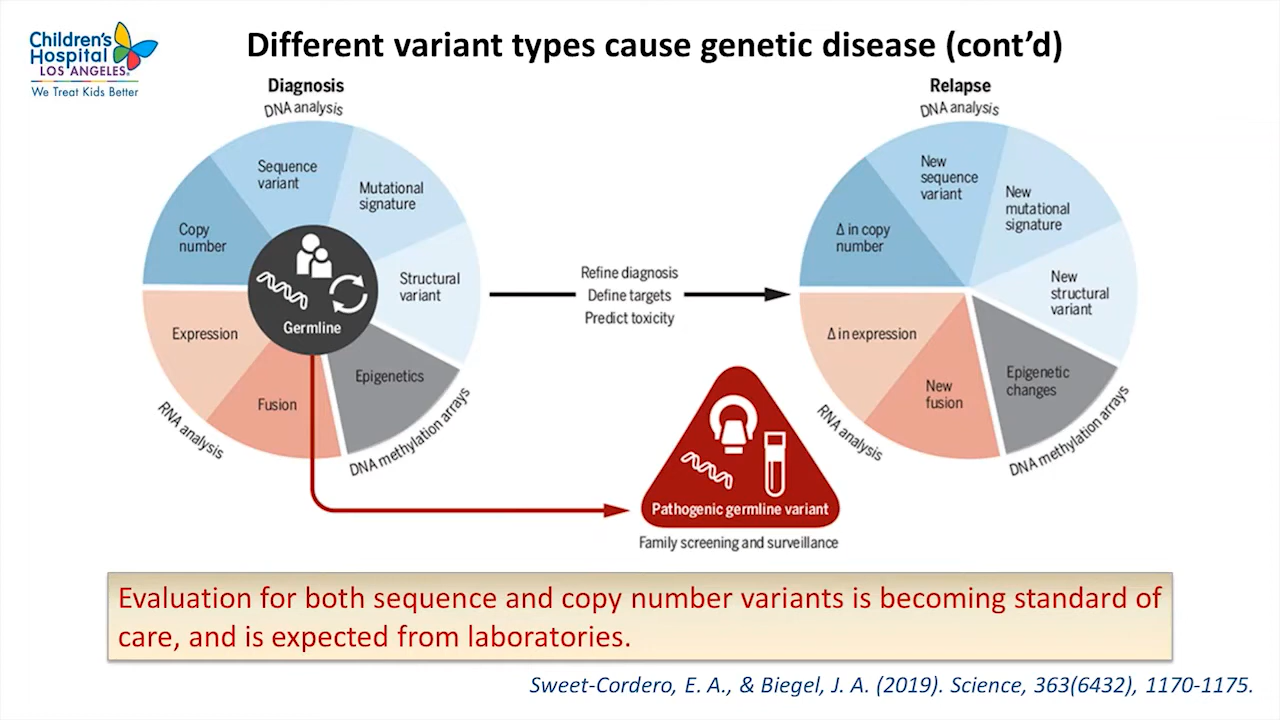 Children's
Hospital
LOS ANGELES®
We Treat Kids Better
Different variant types cause genetic disease (cont'd)
Diagnosis
DNA analysis
Sequence
variant
Mutational
signature
Copy
number
Structural
variant
Germline
Expression
Fusion
Epigenetics
RNA analysis
DNA methylation arrays
Refine diagnosis
Define targets
Predict toxicity
Relapse
DNA analysis
New
sequence
variant
New
mutational
signature
Δ in copy
number
New
structural
variant
Δ in expression
New
fusion
Epigenetic
changes
RNA analysis
DNA methylation arrays
Pathogenic germline variant
Family screening and surveillance
Evaluation for both sequence and copy number variants is becoming standard of
care, and is expected from laboratories.
Sweet-Cordero, E. A., & Biegel, J. A. (2019). Science, 363(6432), 1170-1175.